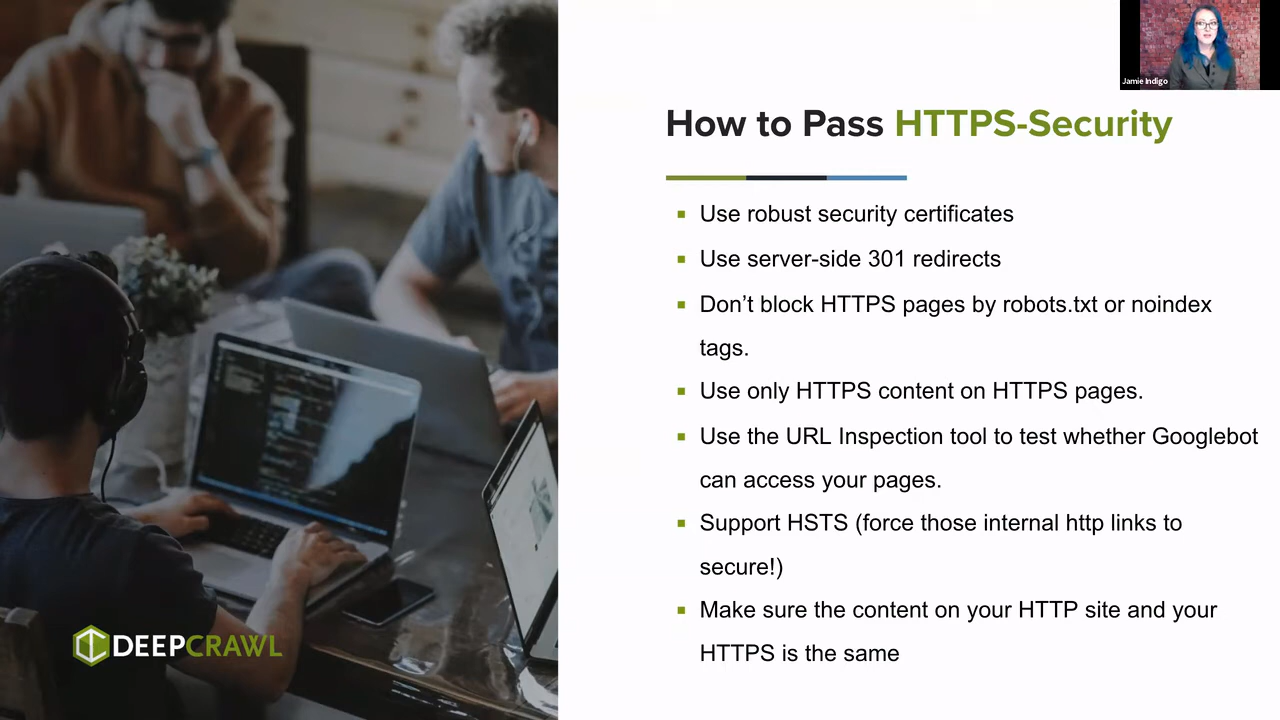 Jamie Indigo
How to Pass HTTPS-Security
Use robust security certificates
Use server-side 301 redirects
Don’t block HTTPS pages by robots.txt or noindex
tags.
Use only HTTPS content on HTTPS pages.
Use the URL Inspection tool to test whether Googlebot
can access your pages.
Support HSTS (force those internal http links to
secure!)
Make sure the content on your HTTP site and your
HTTPS is the same
DEEPCRAWL